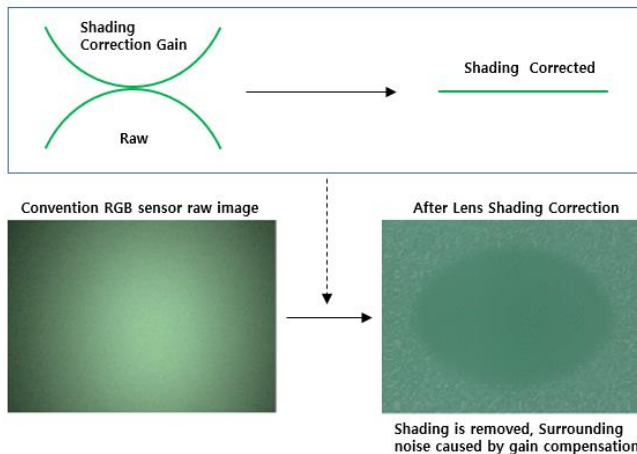 Shading
Correction Gain
Raw
Shading Corrected
Convention RGB sensor raw image
After Lens Shading Correction
Shading is removed, Surrounding
noise caused by gain compensation